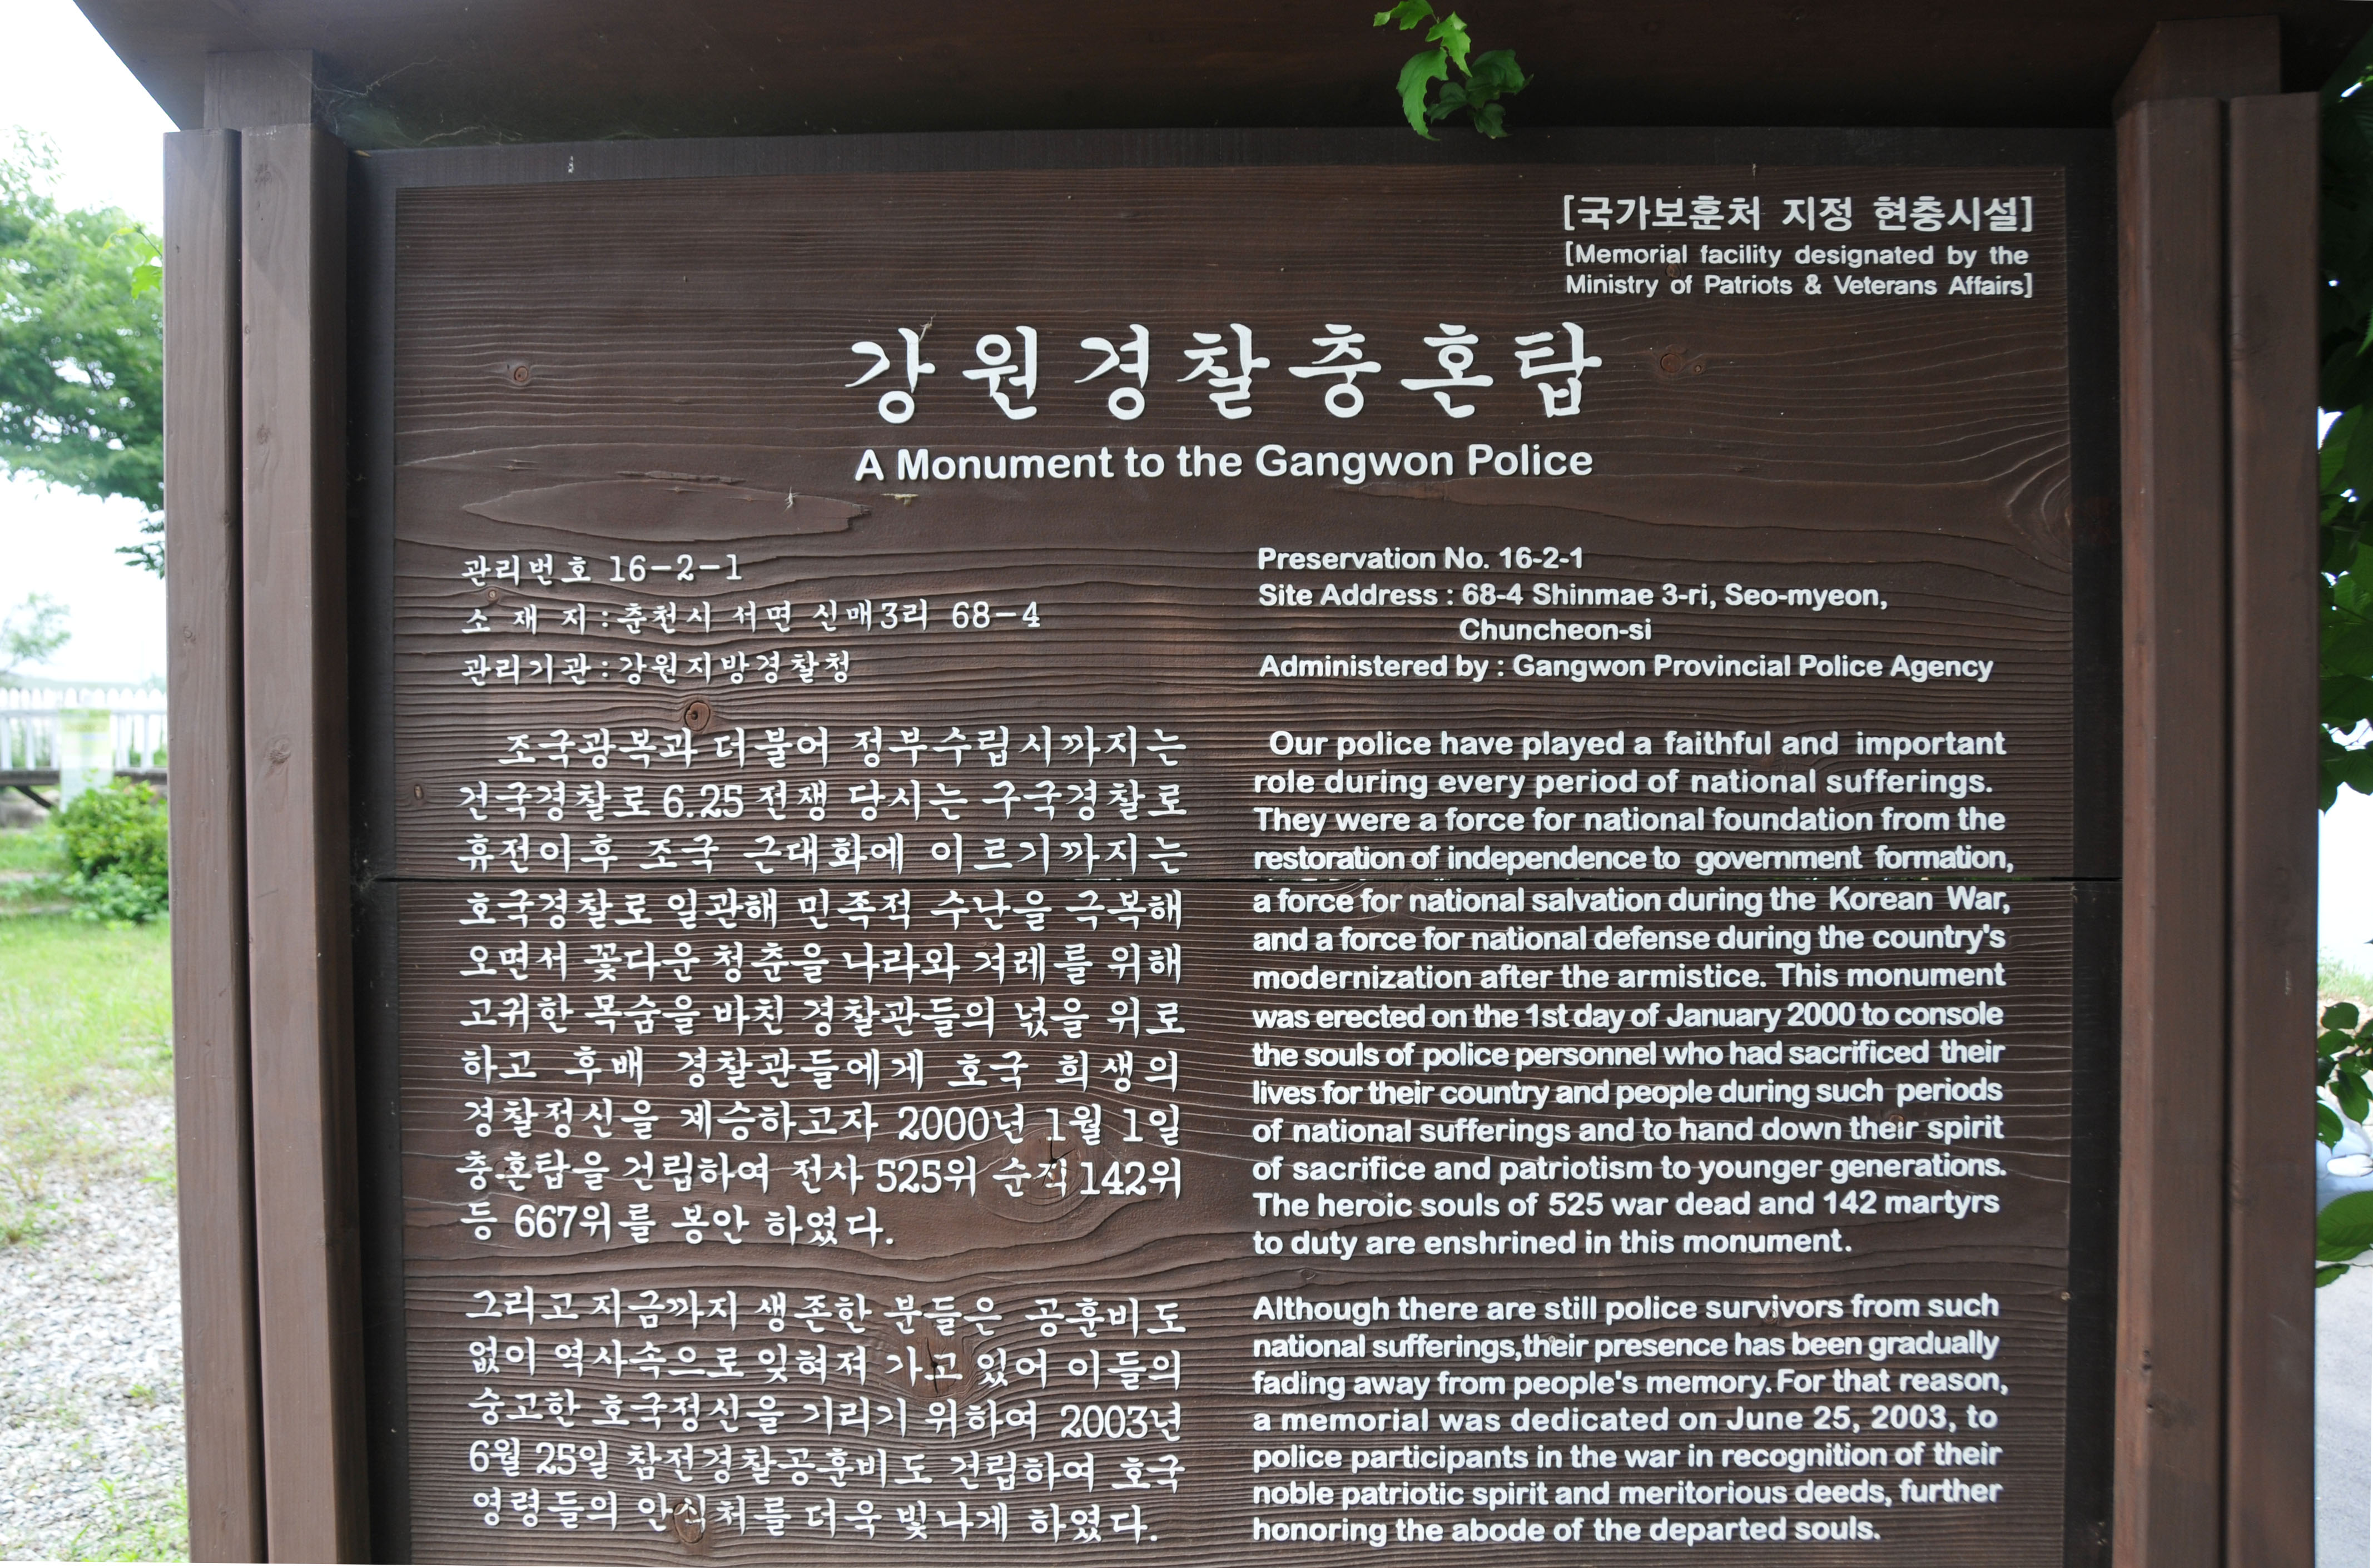 [국가보훈처 지정 현충시설]
[Memorial facility designated by the
Ministry of Patriots & Veterans Affairs]
강원경찰충혼탑
A Monument to the Gangwon Police
관리번호 16-2-1
소 재 지 : 춘천시 서면 신매3리 68-4
관리기관 : 강원지방경찰청
조국광복과 더불어 정부수립시까지는
건국경찰로 6.25 전쟁 당시는 구국경찰로
휴전이후 조국 근대화에 이르기까지는
호국경찰로 일관해 민족적 수난을 극복해
오면서 꽃다운 청춘을 나라와 겨레를 위해
고귀한 목숨을 바친 경찰관들의 넋을 위로
하고 후배 경찰관들에게 호국 희생의
경찰정신을 계승하고자 2000년 1월 1일
충혼탑을 건립하여 전사 525위 순직 142위
등 667위를 봉안 하였다.
그리고 지금까지 생존한 분들은 공훈비도
없이 역사속으로 잊혀져 가고 있어 이들의
숭고한 호국정신을 기리기 위하여 2003년
6월 25일 참전경찰공훈비도 건립하여 호국
영령들의 안식처를 더욱 빛나게 하였다.
Preservation No. 16-2-1
Site Address : 68-4 Shinmae 3-ri, Seo-myeon,
Chuncheon-si
Administered by : Gangwon Provincial Police Agency
Our police have played a faithful and important
role during every period of national sufferings.
They were a force for national foundation from the
restoration of independence to government formation,
a force for national salvation during the Korean War,
and a force for national defense during the country's
modernization after the armistice. This monument
was erected on the 1st day of January 2000 to console
the souls of police personnel who had sacrificed their
lives for their country and people during such periods
of national sufferings and to hand down their spirit
of sacrifice and patriotism to younger generations.
The heroic souls of 525 war dead and 142 martyrs
to duty are enshrined in this monument.
Although there are still police survivors from such
national sufferings,their presence has been gradually
fading away from people's memory. For that reason,
a memorial was dedicated on June 25, 2003, to
police participants in the war in recognition of their
noble patriotic spirit and meritorious deeds, further
honoring the abode of the departed souls.